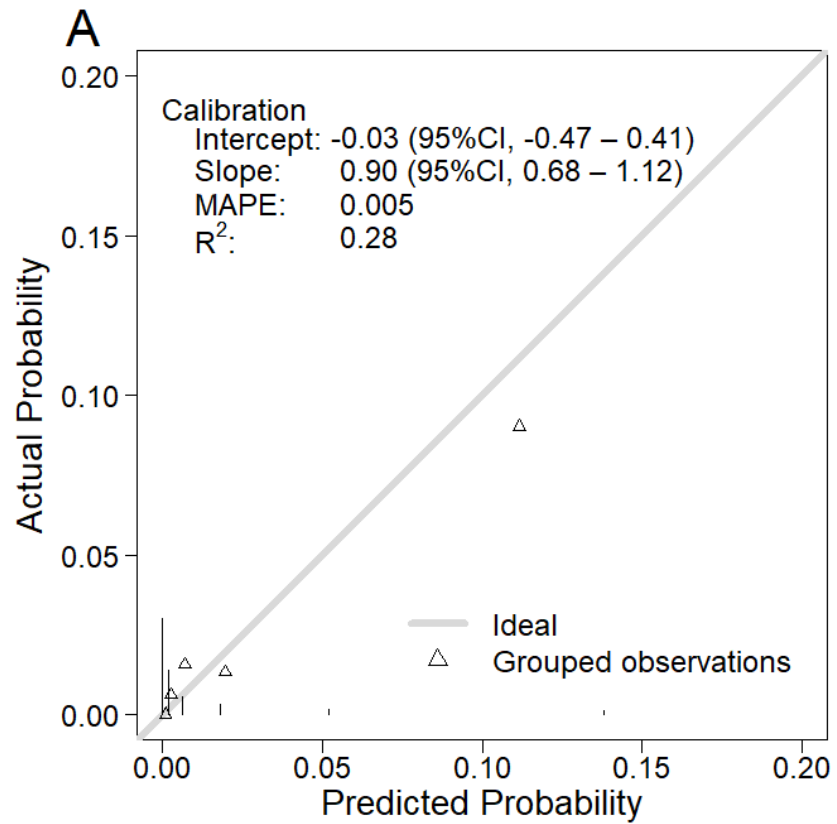 A
0.20
0.15
0.10
0.05
0.00
Actual Probability
Calibration
Intercept: -0.03 (95%CI, -0.47 – 0.41)
Slope: 0.90 (95%CI, 0.68 – 1.12)
MAPE: 0.005
R²: 0.28
Ideal
Grouped observations
0.00 0.05 0.10 0.15 0.20
Predicted Probability